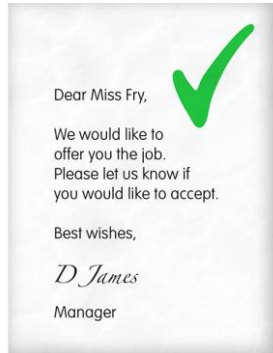 Dear Miss Fry,
We would like to
offer you the job.
Please let us know if
you would like to accept.
Best wishes,
D James
Manager